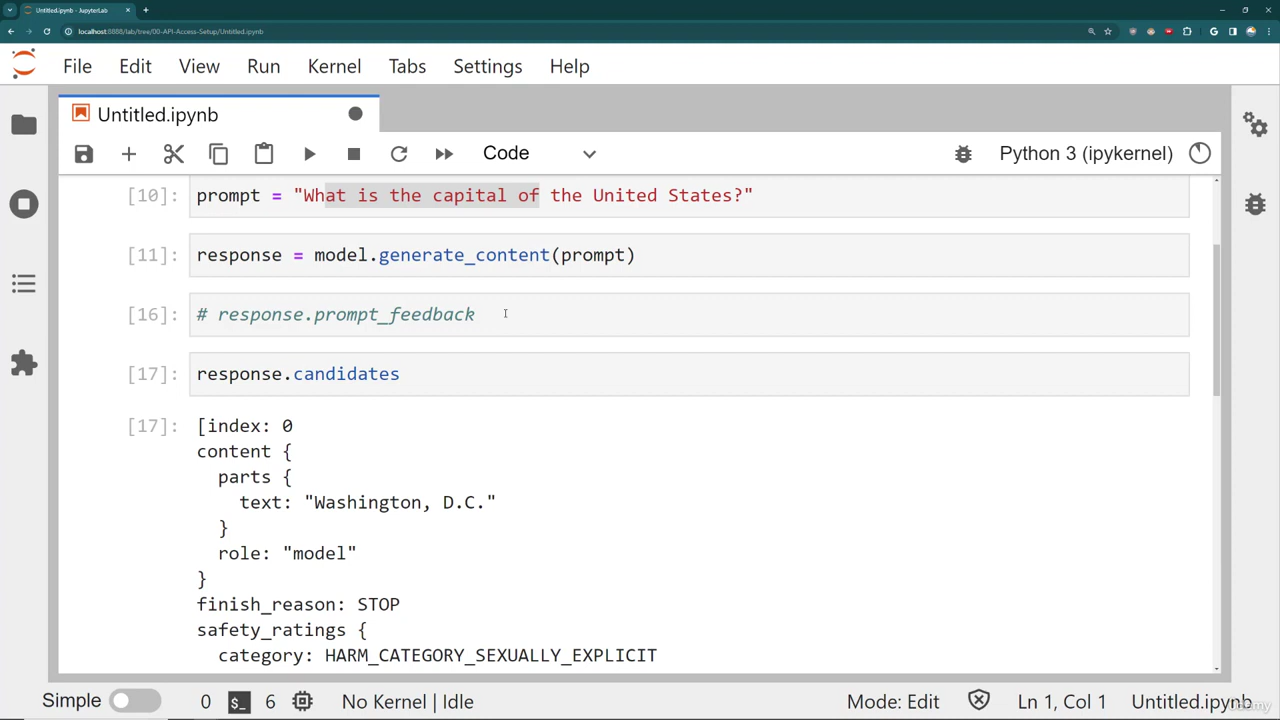 Untitled.ipynb - JupyterLab
localhost:8888/lab/tree/00-API-Access-Setup/Untitled.ipynb
File Edit View Run Kernel Tabs Settings Help
Untitled.ipynb
Code Python 3 (ipykernel)
[10]: prompt = "What is the capital of the United States?"
[11]: response = model.generate_content(prompt)
[16]: # response.prompt_feedback
[17]: response.candidates
[17]: [index: 0
content {
parts {
text: "Washington, D.C."
}
role: "model"
}
finish_reason: STOP
safety_ratings {
category: HARM_CATEGORY_SEXUALLY_EXPLICIT
Simple 0 $_ 6 No Kernel | Idle Mode: Edit Ln 1, Col 1 Untitled.ipynb
Udemy